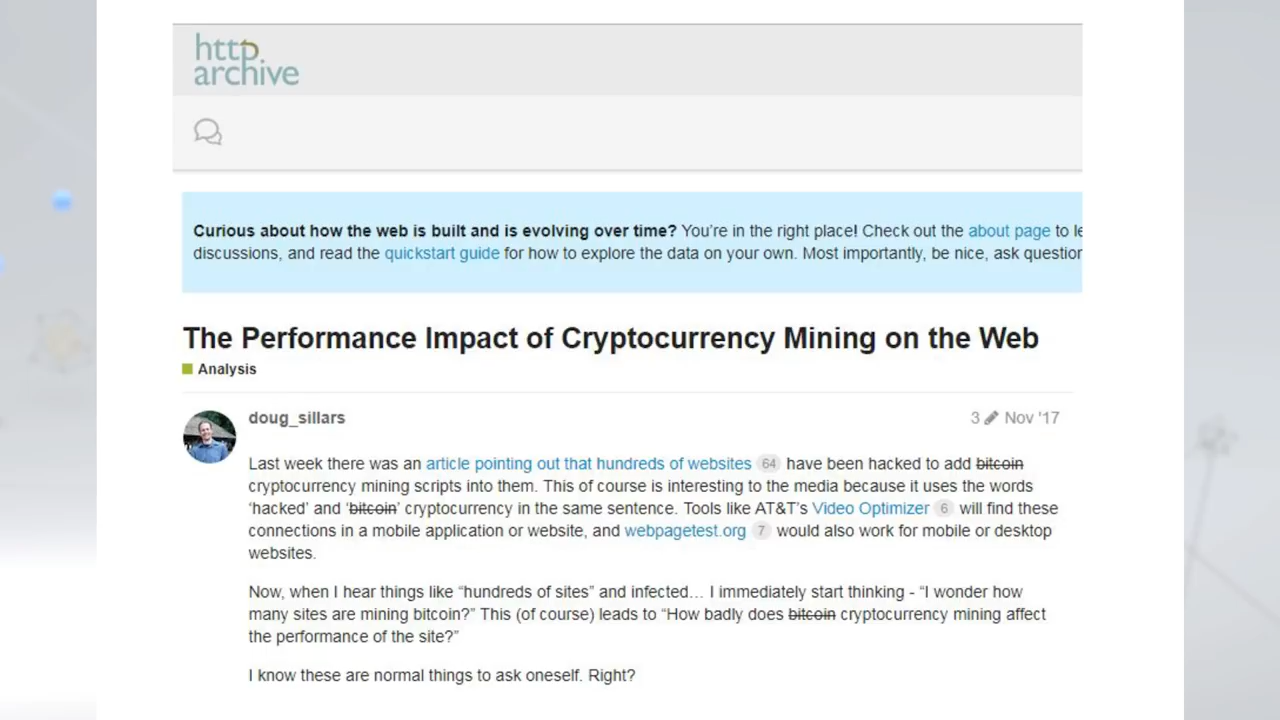 http
archive
Curious about how the web is built and is evolving over time? You're in the right place! Check out the about page to le
discussions, and read the quickstart guide for how to explore the data on your own. Most importantly, be nice, ask question
The Performance Impact of Cryptocurrency Mining on the Web
Analysis
doug_sillars 3 Nov '17
Last week there was an article pointing out that hundreds of websites 64 have been hacked to add bitcoin
cryptocurrency mining scripts into them. This of course is interesting to the media because it uses the words
‘hacked’ and ‘bitcoin’ cryptocurrency in the same sentence. Tools like AT&T's Video Optimizer 6 will find these
connections in a mobile application or website, and webpagetest.org 7 would also work for mobile or desktop
websites.
Now, when I hear things like “hundreds of sites” and infected… I immediately start thinking - “I wonder how
many sites are mining bitcoin?” This (of course) leads to “How badly does bitcoin cryptocurrency mining affect
the performance of the site?”
I know these are normal things to ask oneself. Right?